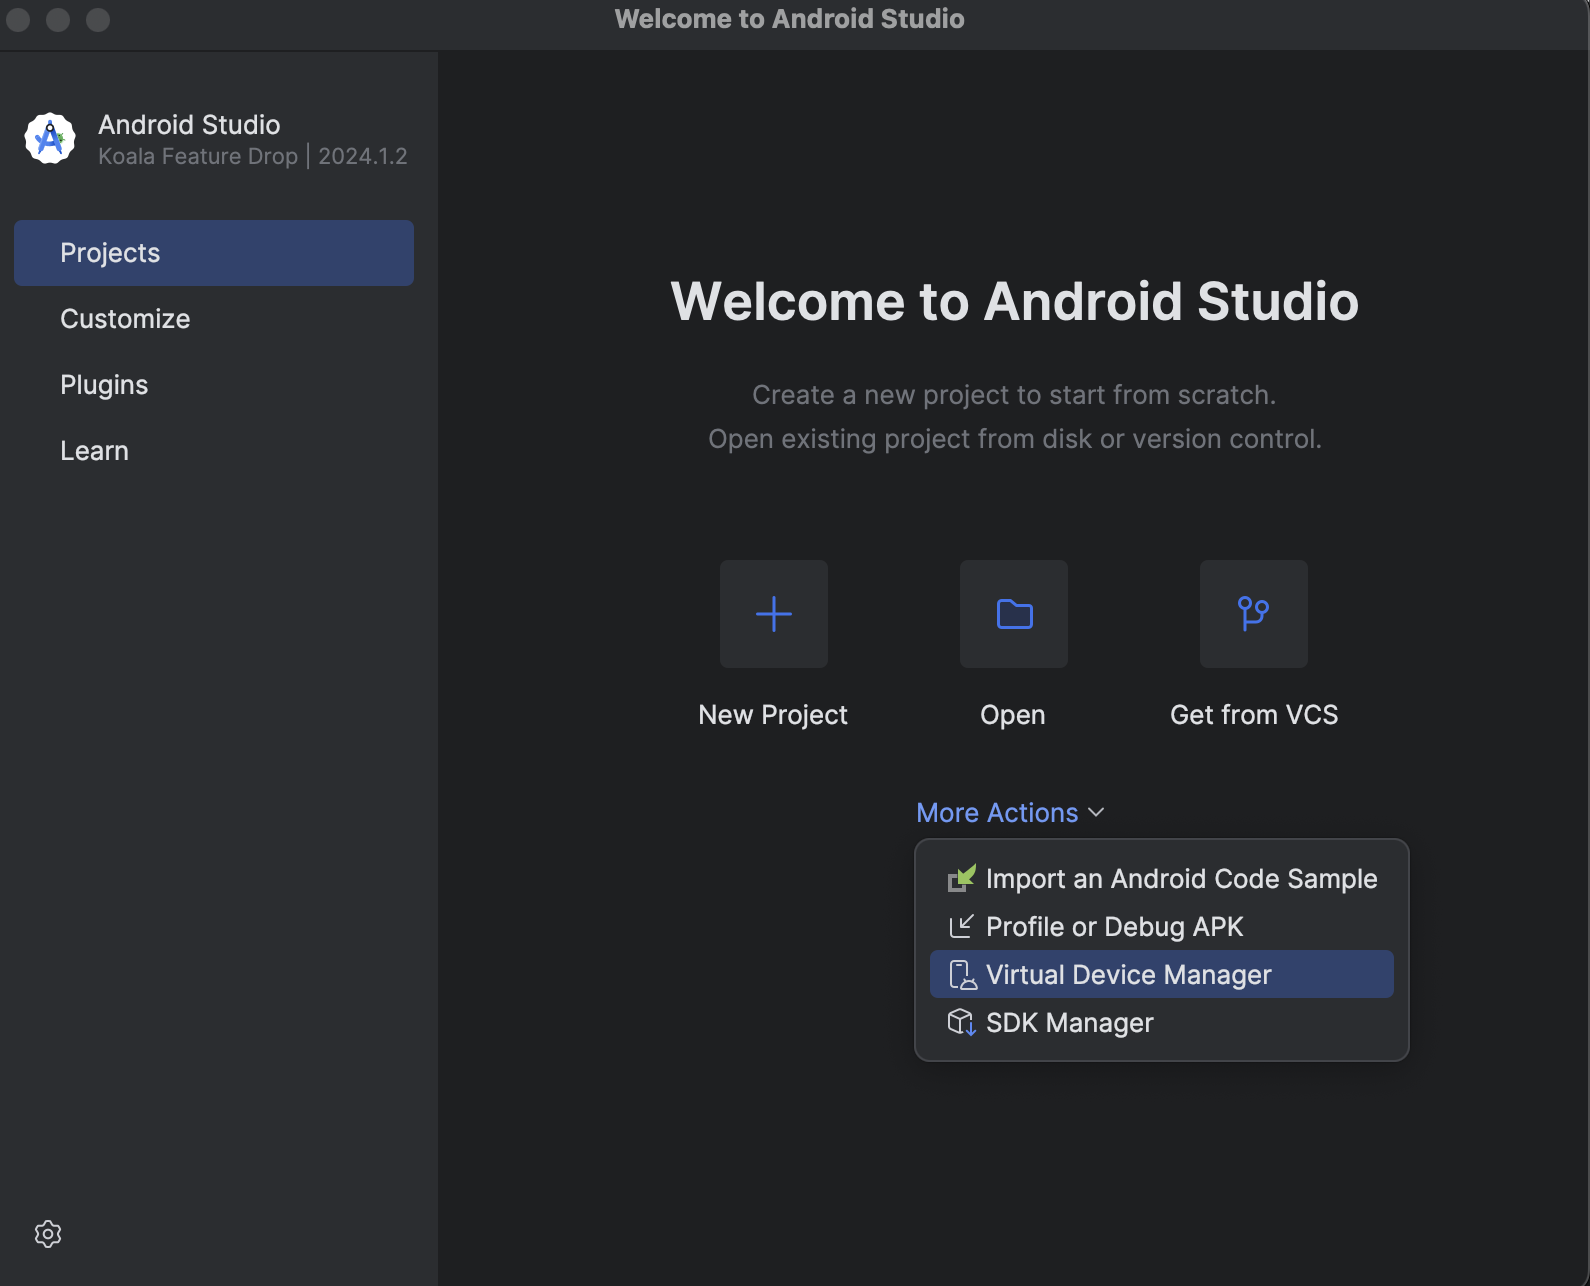 Welcome to Android Studio
Android Studio
Koala Feature Drop | 2024.1.2
Projects
Customize
Plugins
Learn
Welcome to Android Studio
Create a new project to start from scratch.
Open existing project from disk or version control.
New Project
Open
Get from VCS
More Actions
Import an Android Code Sample
Profile or Debug APK
Virtual Device Manager
SDK Manager